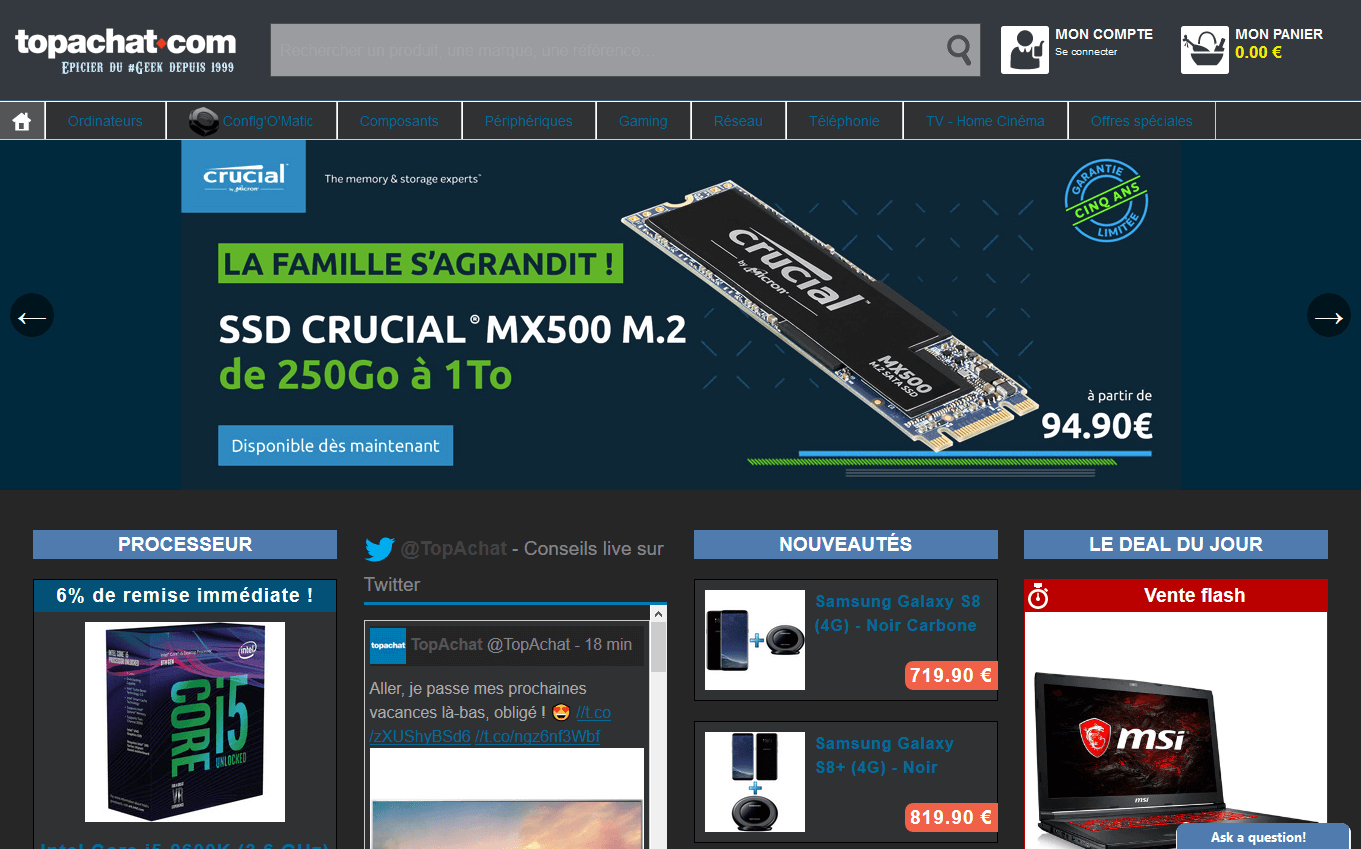 topachat.com
EPICIER DU #GEEK DEPUIS 1999
Rechercher un produit, une marque, une référence...
MON COMPTE
Se connecter
MON PANIER
0.00 €
Ordinateurs
Config'O'Matic
Composants
Périphériques
Gaming
Réseau
Téléphonie
TV - Home Cinéma
Offres spéciales
crucial
by Micron
The memory & storage experts™
GARANTIE
CINQ ANS
LIMITÉE
LA FAMILLE S'AGRANDIT !
SSD CRUCIAL® MX500 M.2
de 250Go à 1To
Disponible dès maintenant
crucial
by Micron
MX500
M.2 SATA SSD
à partir de
94.90€
PROCESSEUR
6% de remise immédiate !
intel
CORE i5
UNLOCKED
VR
Intel Core i5-8600K (3.6 GHz)
@TopAchat - Conseils live sur
Twitter
topachat
TopAchat @TopAchat - 18 min
Aller, je passe mes prochaines
vacances là-bas, obligé ! 😍 //t.co
/zXUShyBSd6 //t.co/ngz6nf3Wbf
NOUVEAUTÉS
Samsung Galaxy S8
(4G) - Noir Carbone
719.90 €
Samsung Galaxy
S8+ (4G) - Noir
819.90 €
LE DEAL DU JOUR
Vente flash
msi
msi
Ask a question!